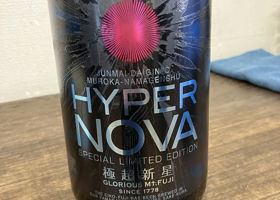 JUNMAI-DAIGINJO
MUROKA-NAMAGENSHU
HYPER
NOVA
SPECIAL LIMITED EDITION
極超新星
GLORIOUS Mt.FUJI
SINCE 1778